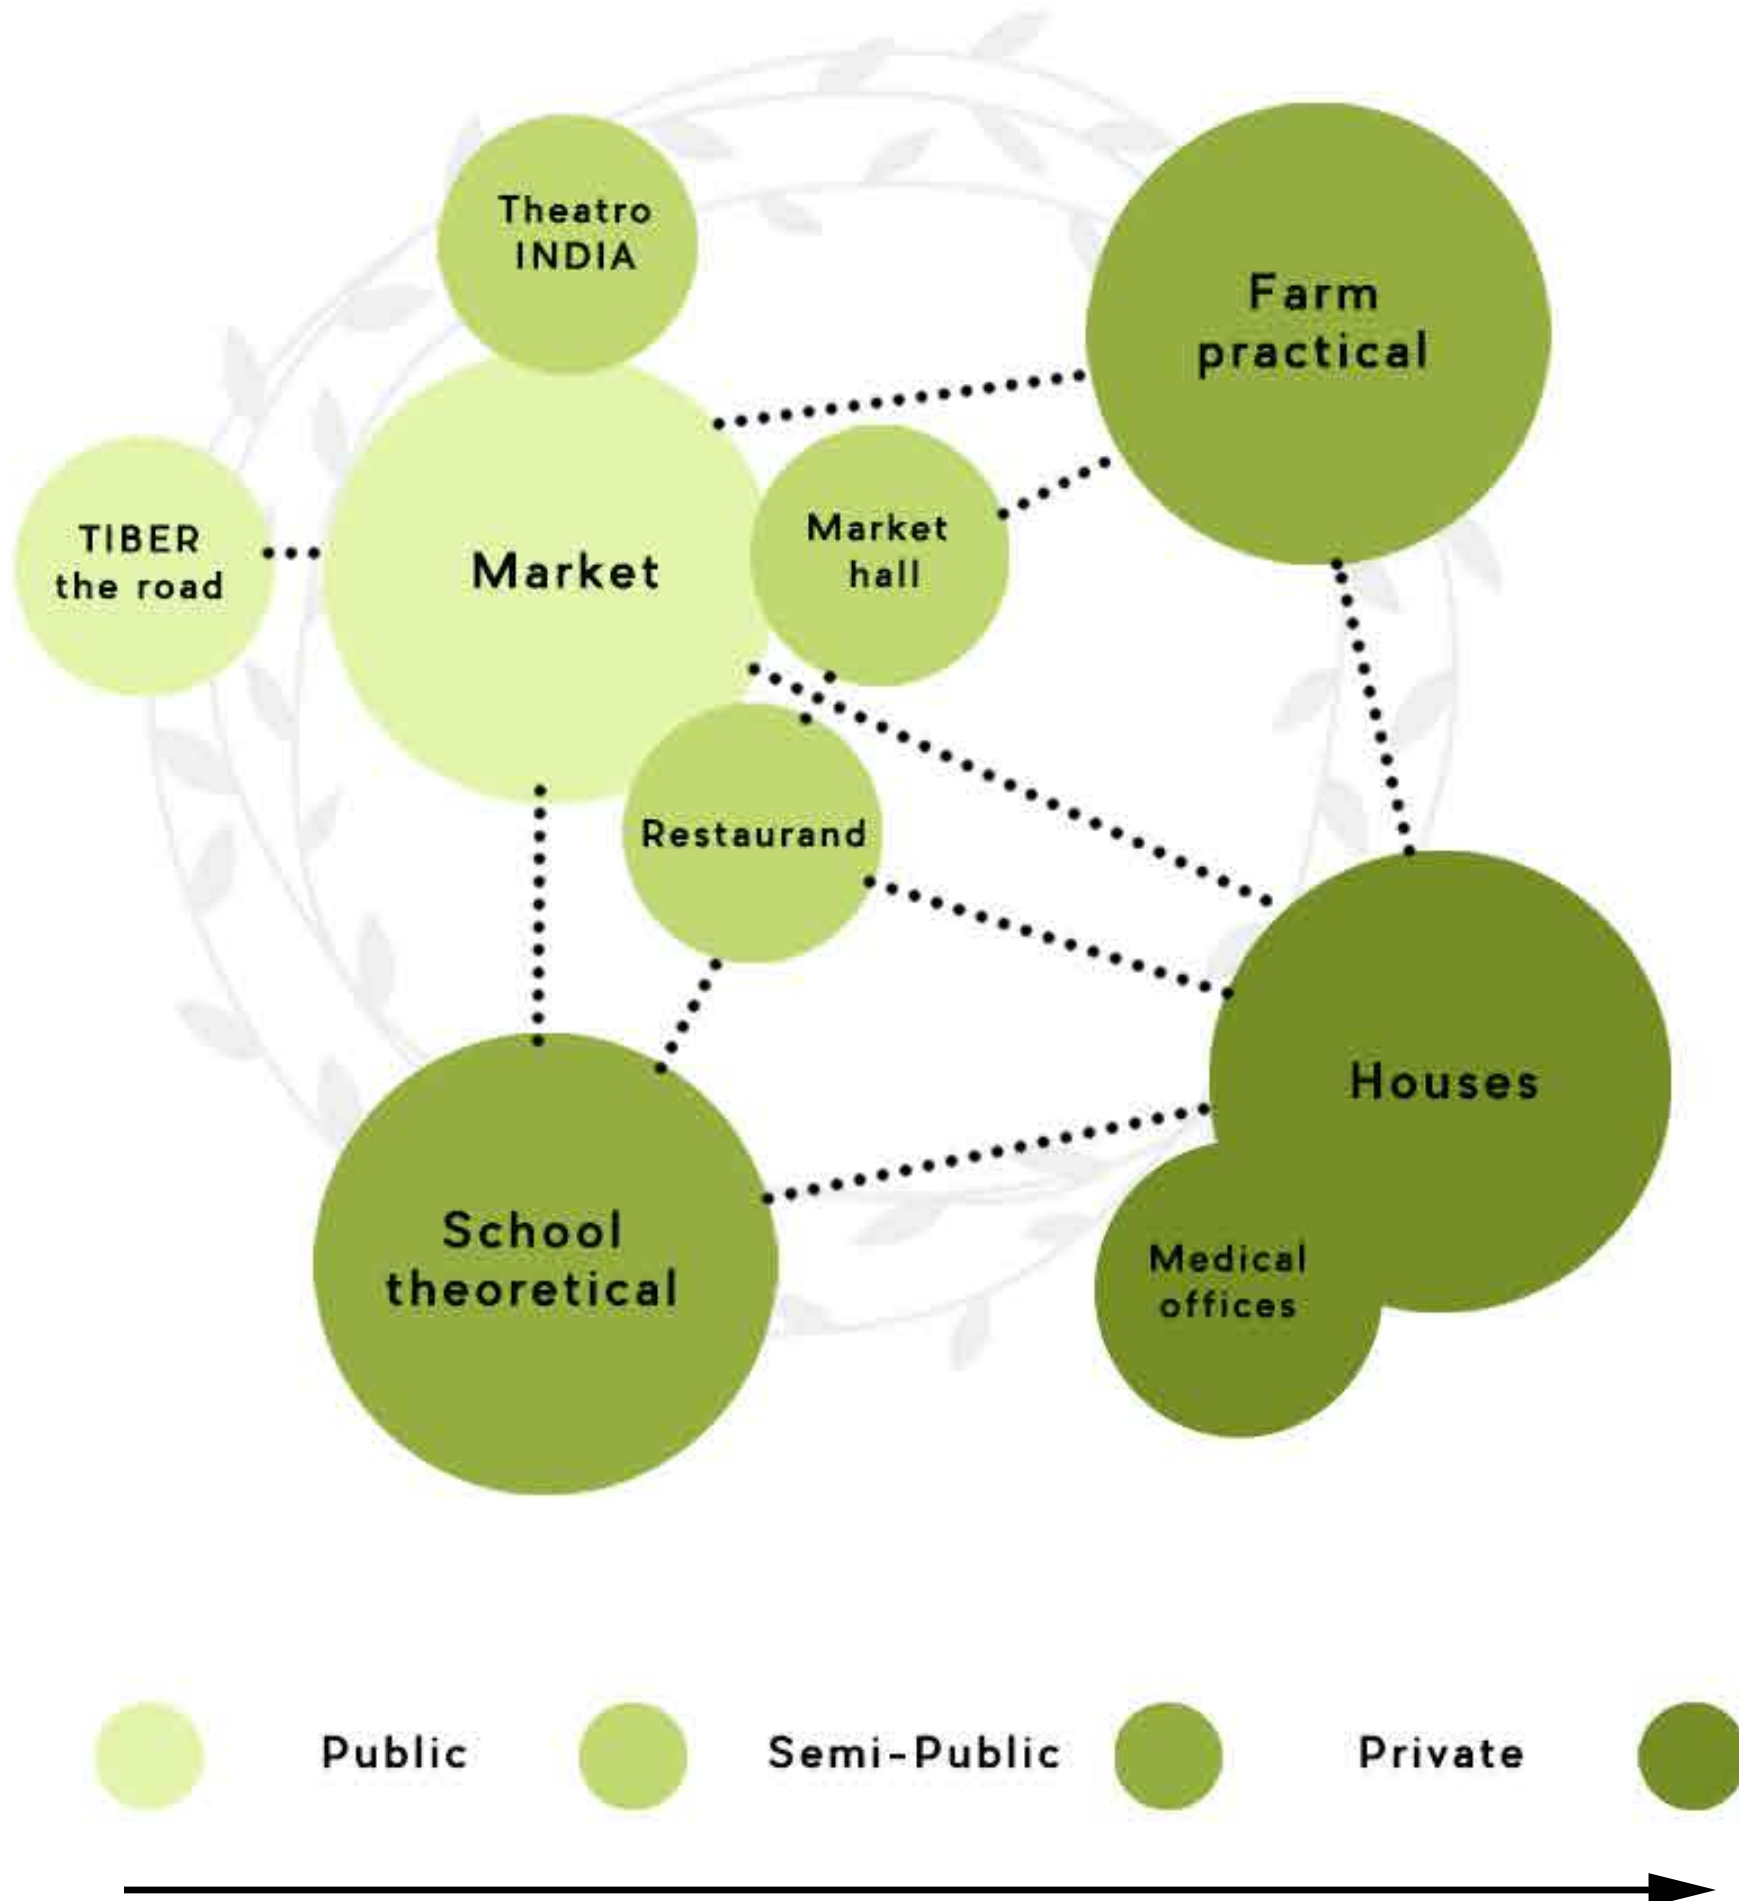 Theatro
INDIA
Farm
practical
TIBER
the road
Market
Market
hall
Restaurand
Houses
School
theoretical
Medical
offices
Public
Semi-Public
Private